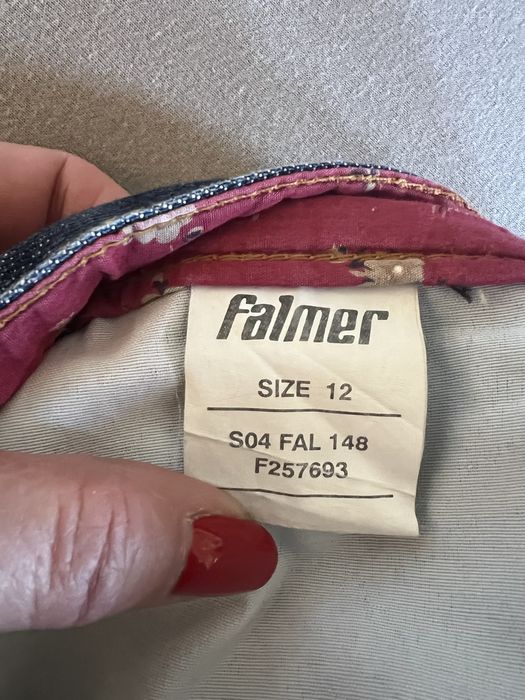 falmer
SIZE 12
S04 FAL 148
F257693